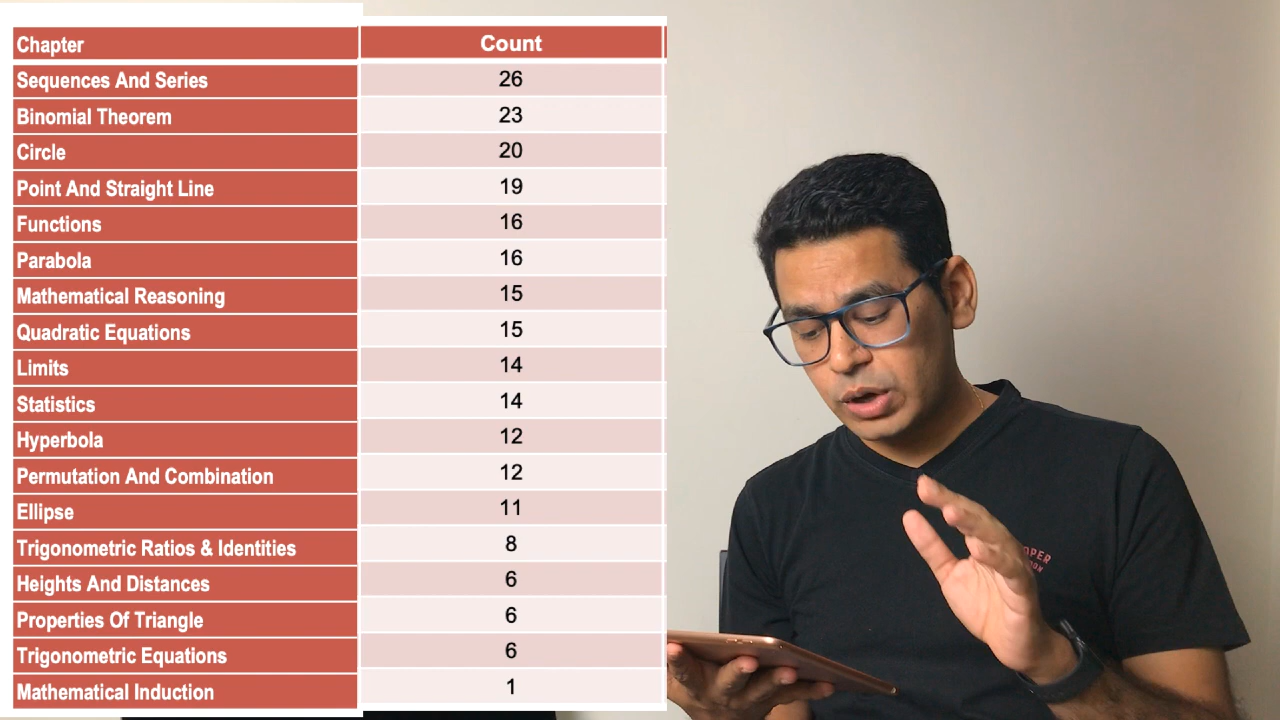 Chapter Count
Sequences And Series 26
Binomial Theorem 23
Circle 20
Point And Straight Line 19
Functions 16
Parabola 16
Mathematical Reasoning 15
Quadratic Equations 15
Limits 14
Statistics 14
Hyperbola 12
Permutation And Combination 12
Ellipse 11
Trigonometric Ratios & Identities 8
Heights And Distances 6
Properties Of Triangle 6
Trigonometric Equations 6
Mathematical Induction 1